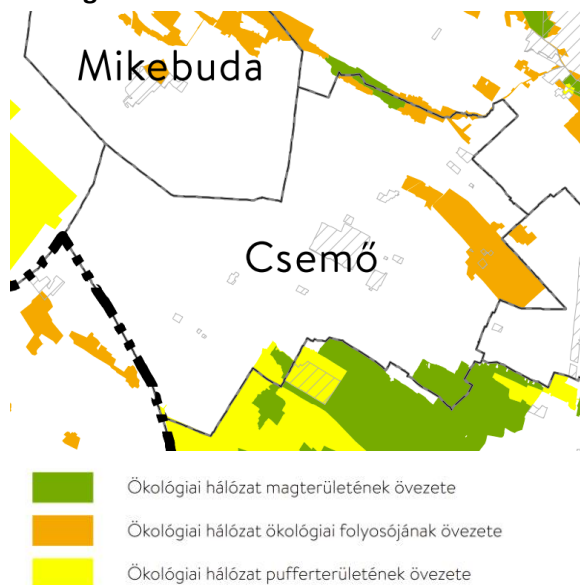 Mikebuda
Csemő
Ökológiai hálózat magterületének övezete
Ökológiai hálózat ökológiai folyosójának övezete
Ökológiai hálózat pufferterületének övezete